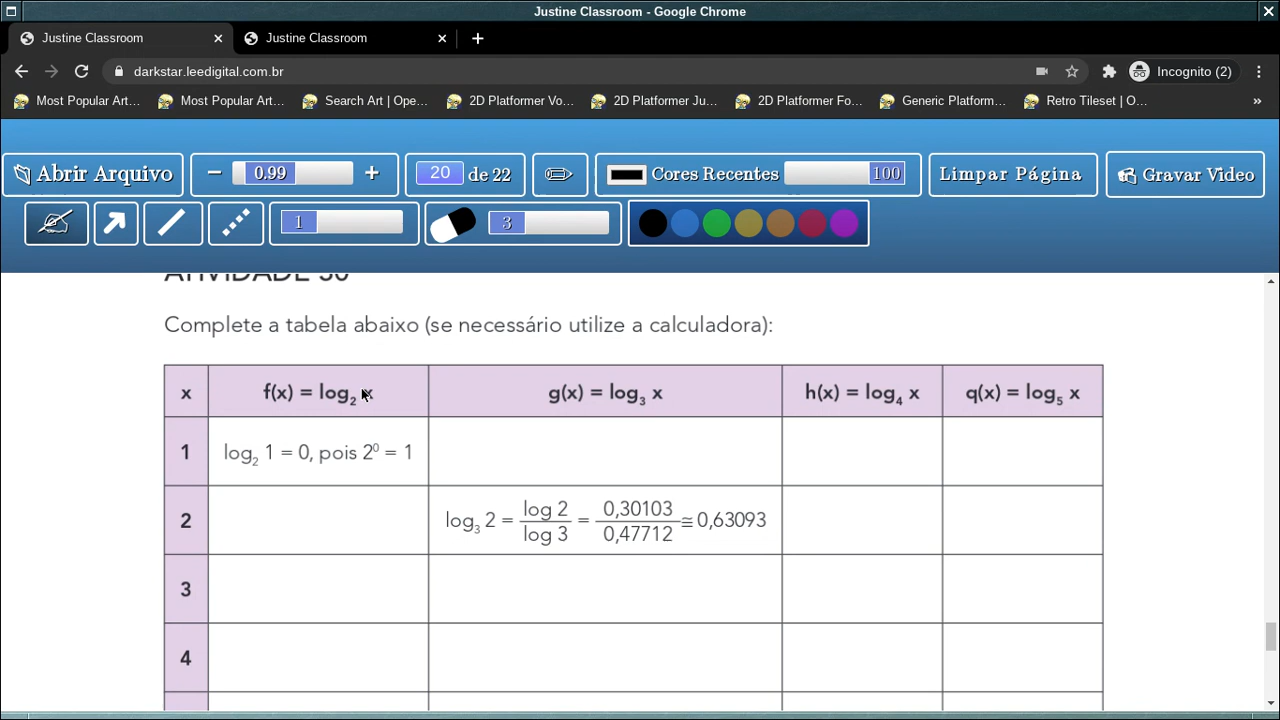 Justine Classroom - Google Chrome
Justine Classroom
Justine Classroom
darkstar.leedigital.com.br
Incognito (2)
Most Popular Art…
Most Popular Art…
Search Art | Ope…
2D Platformer Vo…
2D Platformer Ju…
2D Platformer Fo…
Generic Platform…
Retro Tileset | O…
»
Abrir Arquivo
− 0.99 +
20 de 22
Cores Recentes 100
Limpar Página
Gravar Video
1
3
Complete a tabela abaixo (se necessário utilize a calculadora):
x f(x) = log₂ x g(x) = log₃ x h(x) = log₄ x q(x) = log₅ x
1 log₂ 1 = 0, pois 2⁰ = 1
2 log₃ 2 = log 2 / log 3 = 0,30103 / 0,47712 ≅ 0,63093
3
4